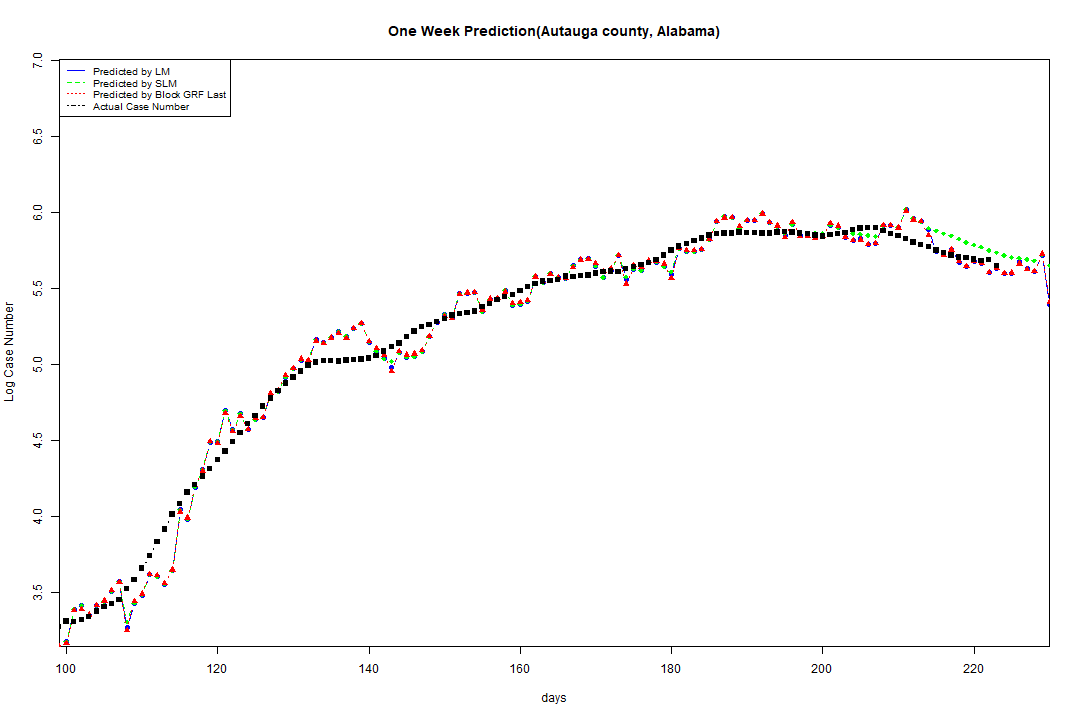 One Week Prediction(Autauga county, Alabama)
Predicted by LM
Predicted by SLM
Predicted by Block GRF Last
Actual Case Number
7.0
6.5
6.0
5.5
5.0
4.5
4.0
3.5
Log Case Number
100 120 140 160 180 200 220
days